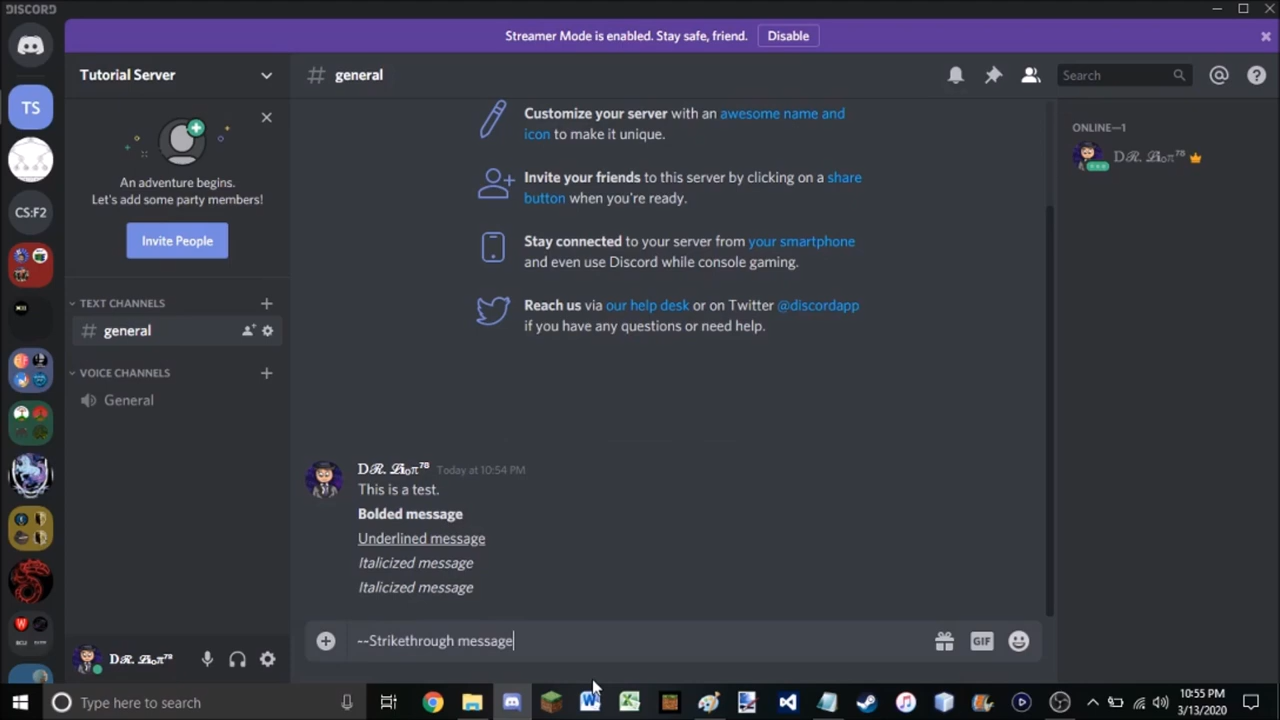 DISCORD
Streamer Mode is enabled. Stay safe, friend.
Disable
TS
CS:F2
Tutorial Server
An adventure begins.
Let's add some party members!
Invite People
TEXT CHANNELS
# general
VOICE CHANNELS
General
# general
Search
Customize your server with an awesome name and
icon to make it unique.
Invite your friends to this server by clicking on a share
button when you're ready.
Stay connected to your server from your smartphone
and even use Discord while console gaming.
Reach us via our help desk or on Twitter @discordapp
if you have any questions or need help.
Today at 10:54 PM
This is a test.
Bolded message
Underlined message
Italicized message
Italicized message
--Strikethrough message
GIF
ONLINE—1
Type here to search
10:55 PM
3/13/2020